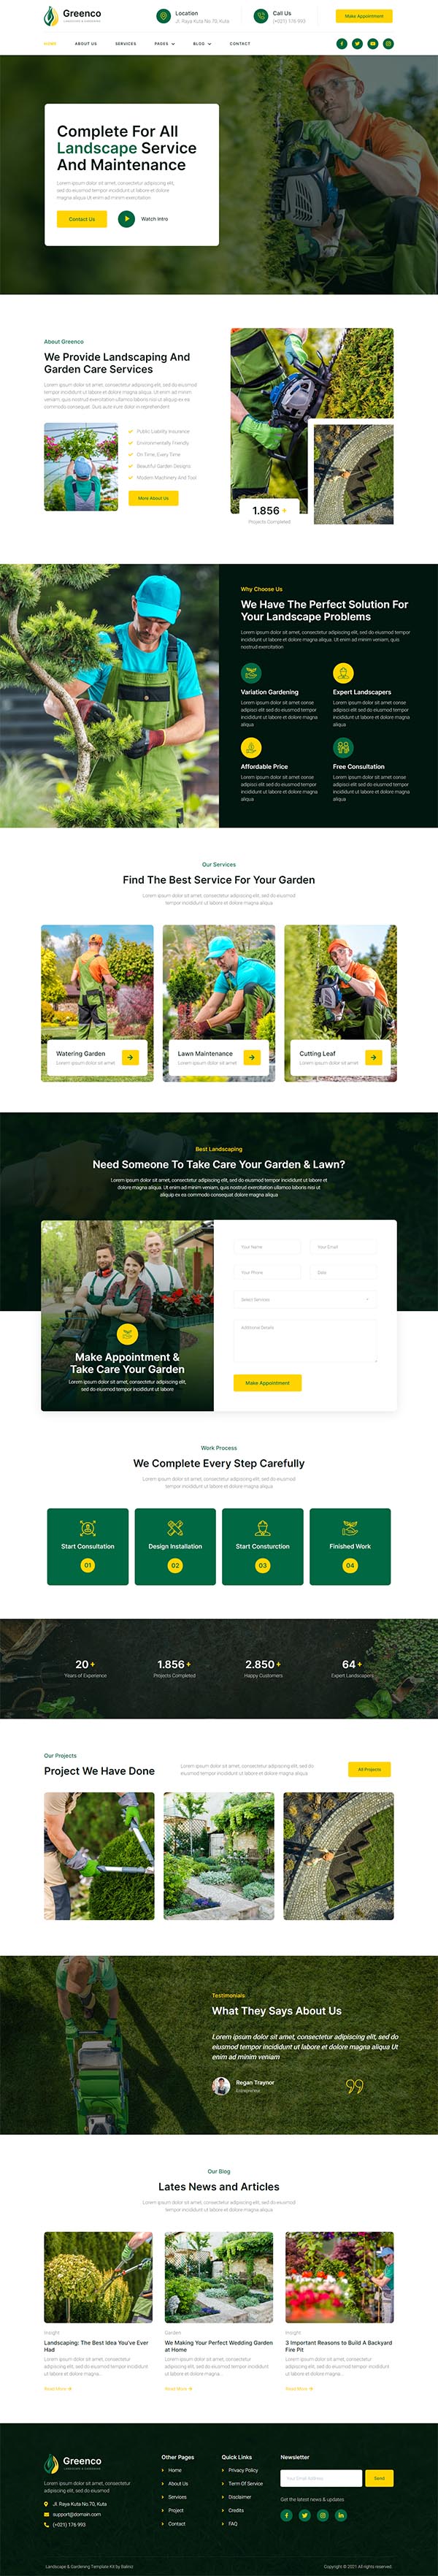 Greenco
LANDSCAPE & GARDENING
Location
Jl. Raya Kuta No.70, Kuta
Call Us
(+021) 176 993
Make Appointment
HOME
ABOUT US
SERVICES
PAGES
BLOG
CONTACT
Complete For All
Landscape Service
And Maintenance
Lorem ipsum dolor sit amet, consectetur adipiscing elit,
sed do eiusmod tempor incididunt ut labore et dolore
magna aliqua ut enim ad minim exercitation
Contact Us
Watch Intro
About Greenco
We Provide Landscaping And
Garden Care Services
Lorem ipsum dolor sit amet, consectetur adipiscing elit, sed do
eiusmod tempor incididunt ut labore et dolore. Ut enim ad minim
veniam quis nostrud exercitation ullamco laboris nisi ut aliquip ex ea
commodo consequat. Duis aute irure dolor in reprehenderit
Public Liability Insurance
Environmentally Friendly
On Time, Every Time
Beautiful Garden Designs
Modern Machinery And Tool
More About Us
1.856 +
Projects Completed
Why Choose Us
We Have The Perfect Solution For
Your Landscape Problems
Lorem ipsum dolor sit amet, consectetur adipiscing elit, sed do eiusmod tempor
incididunt ut labore et dolore magna aliqua. Ut enim ad minim veniam, quis
nostrud exercitation
Variation Gardening
Lorem ipsum dolor sit amet conse
adipisci elit sed do eiusmod tempor
incididunt ut labore et dolore magna
aliqua
Expert Landscapers
Lorem ipsum dolor sit amet conse
adipisci elit sed do eiusmod tempor
incididunt ut labore et dolore magna
aliqua
Affordable Price
Lorem ipsum dolor sit amet conse
adipisci elit sed do eiusmod tempor
incididunt ut labore et dolore magna
aliqua
Free Consultation
Lorem ipsum dolor sit amet conse
adipisci elit sed do eiusmod tempor
incididunt ut labore et dolore magna
aliqua
Our Services
Find The Best Service For Your Garden
Lorem ipsum dolor sit amet, consectetur adipiscing elit, sed do eiusmod
tempor incididunt ut labore et dolore magna aliqua
Watering Garden
Lorem ipsum dolor sit amet
Lawn Maintenance
Lorem ipsum dolor sit amet
Cutting Leaf
Lorem ipsum dolor sit amet
Best Landscaping
Need Someone To Take Care Your Garden & Lawn?
Lorem ipsum dolor sit amet, consectetur adipiscing elit, sed do eiusmod tempor incididunt ut labore et
dolore magna aliqua. Ut enim ad minim veniam, quis nostrud exercitation ullamco laboris nisi ut
aliquip ex ea commodo consequat dolore magna aliqua
Make Appointment &
Take Care Your Garden
Lorem ipsum dolor sit amet, consectetur adipiscing elit,
sed do eiusmod tempor incididunt ut labore
Your Name
Your Email
Your Phone
Date
Select Services
Additional Details
Make Appointment
Work Process
We Complete Every Step Carefully
Lorem ipsum dolor sit amet, consectetur adipiscing elit, sed do eiusmod
tempor incididunt ut labore et dolore magna aliqua
Start Consultation
01
Design Installation
02
Start Consturction
03
Finished Work
04
20 +
Years of Experience
1.856 +
Projects Completed
2.850 +
Happy Customers
64 +
Expert Landscapers
Our Projects
Project We Have Done
Lorem ipsum dolor sit amet, consectetur adipiscing elit, sed do
eiusmod tempor incididunt ut labore et dolore magna aliqua
All Projects
Testimonials
What They Says About Us
Lorem ipsum dolor sit amet, consectetur adipiscing elit, sed do
eiusmod tempor incididunt ut labore et dolore magna aliqua Ut
enim ad minim veniam
Regan Traynor
Entrepreneur
Our Blog
Lates News and Articles
Lorem ipsum dolor sit amet, consectetur adipiscing elit, sed do eiusmod
tempor incididunt ut labore et dolore magna aliqua
Insight
Landscaping: The Best Idea You've Ever
Had
Lorem ipsum dolor sit amet, consectetur
adipiscing elit, sed do eiusmod tempor incididunt
ut labore et dolore magna...
Read More
Garden
We Making Your Perfect Wedding Garden
at Home
Lorem ipsum dolor sit amet, consectetur
adipiscing elit, sed do eiusmod tempor incididunt
ut labore et dolore magna...
Read More
Insight
3 Important Reasons to Build A Backyard
Fire Pit
Lorem ipsum dolor sit amet, consectetur
adipiscing elit, sed do eiusmod tempor incididunt
ut labore et dolore magna...
Read More
Greenco
LANDSCAPE & GARDENING
Lorem ipsum dolor sit amet, consectetur
adipiscing elit, sed do eiusmod
Jl. Raya Kuta No.70, Kuta
support@domain.com
(+021) 176 993
Other Pages
Home
About Us
Services
Project
Contact
Quick Links
Privacy Policy
Term Of Service
Disclaimer
Credits
FAQ
Newsletter
Your Email Address
Send
Get the latest news & updates
Landscape & Gardening Template Kit by Baliniz
Copyright © 2021 All rights reserved.